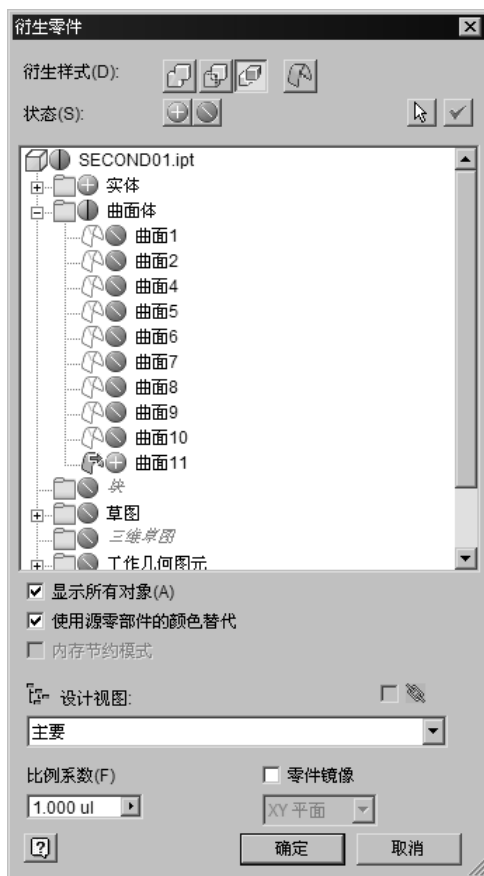 衍生零件
衍生样式(D):
状态(S):
SECOND01.ipt
实体
曲面体
曲面1
曲面2
曲面4
曲面5
曲面6
曲面7
曲面8
曲面9
曲面10
曲面11
块
草图
三维草图
工作几何图元
显示所有对象(A)
使用源零部件的颜色替代
内存节约模式
设计视图:
主要
比例系数(F)
零件镜像
1.000 ul
XY 平面
确定
取消